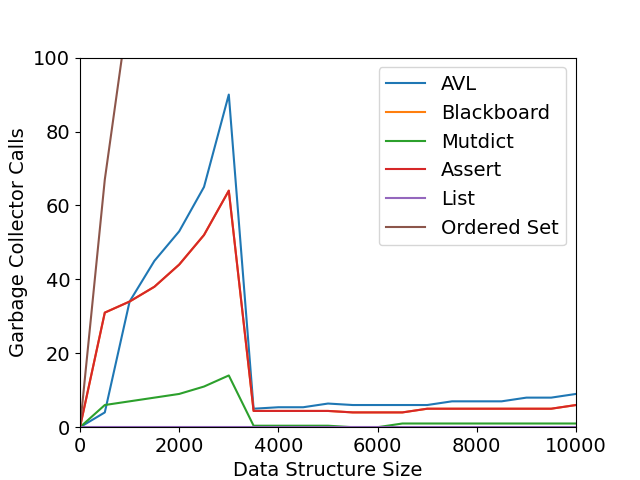 100
80
60
40
20
0
Garbage Collector Calls
AVL
Blackboard
Mutdict
Assert
List
Ordered Set
0 2000 4000 6000 8000 10000
Data Structure Size